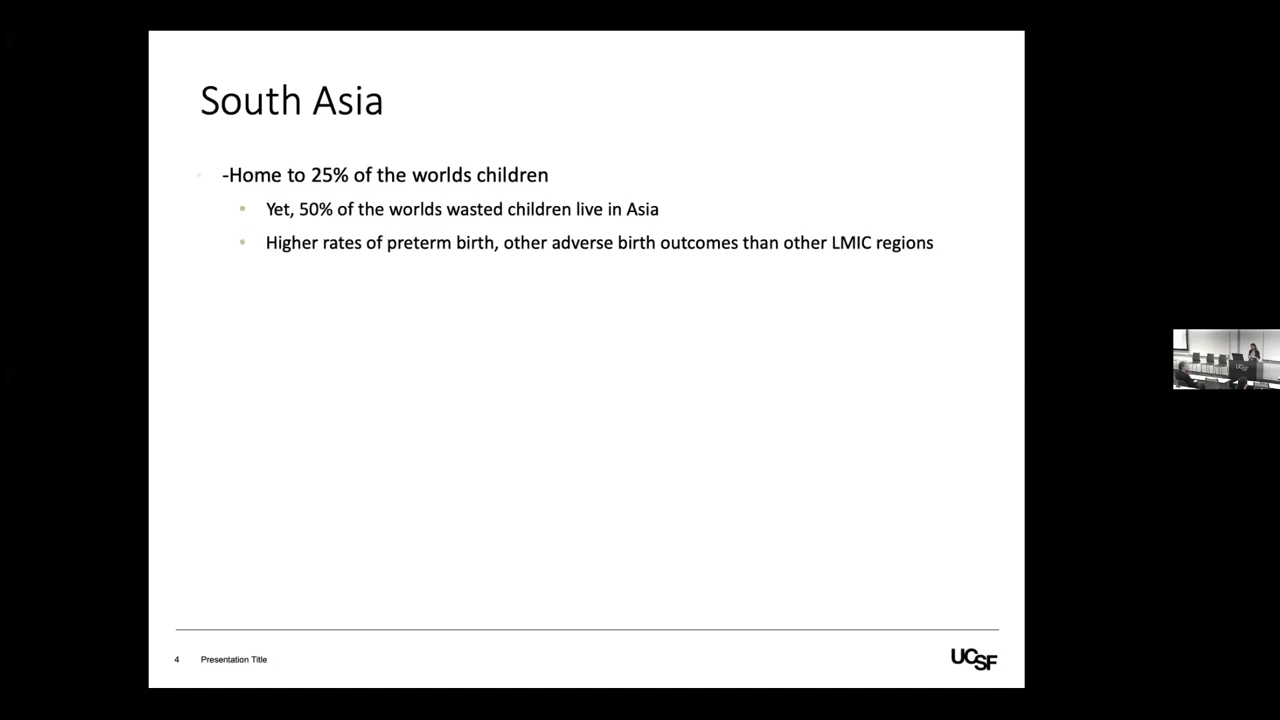 South Asia
-Home to 25% of the worlds children
• Yet, 50% of the worlds wasted children live in Asia
• Higher rates of preterm birth, other adverse birth outcomes than other LMIC regions
4 Presentation Title
UCSF
UCSF